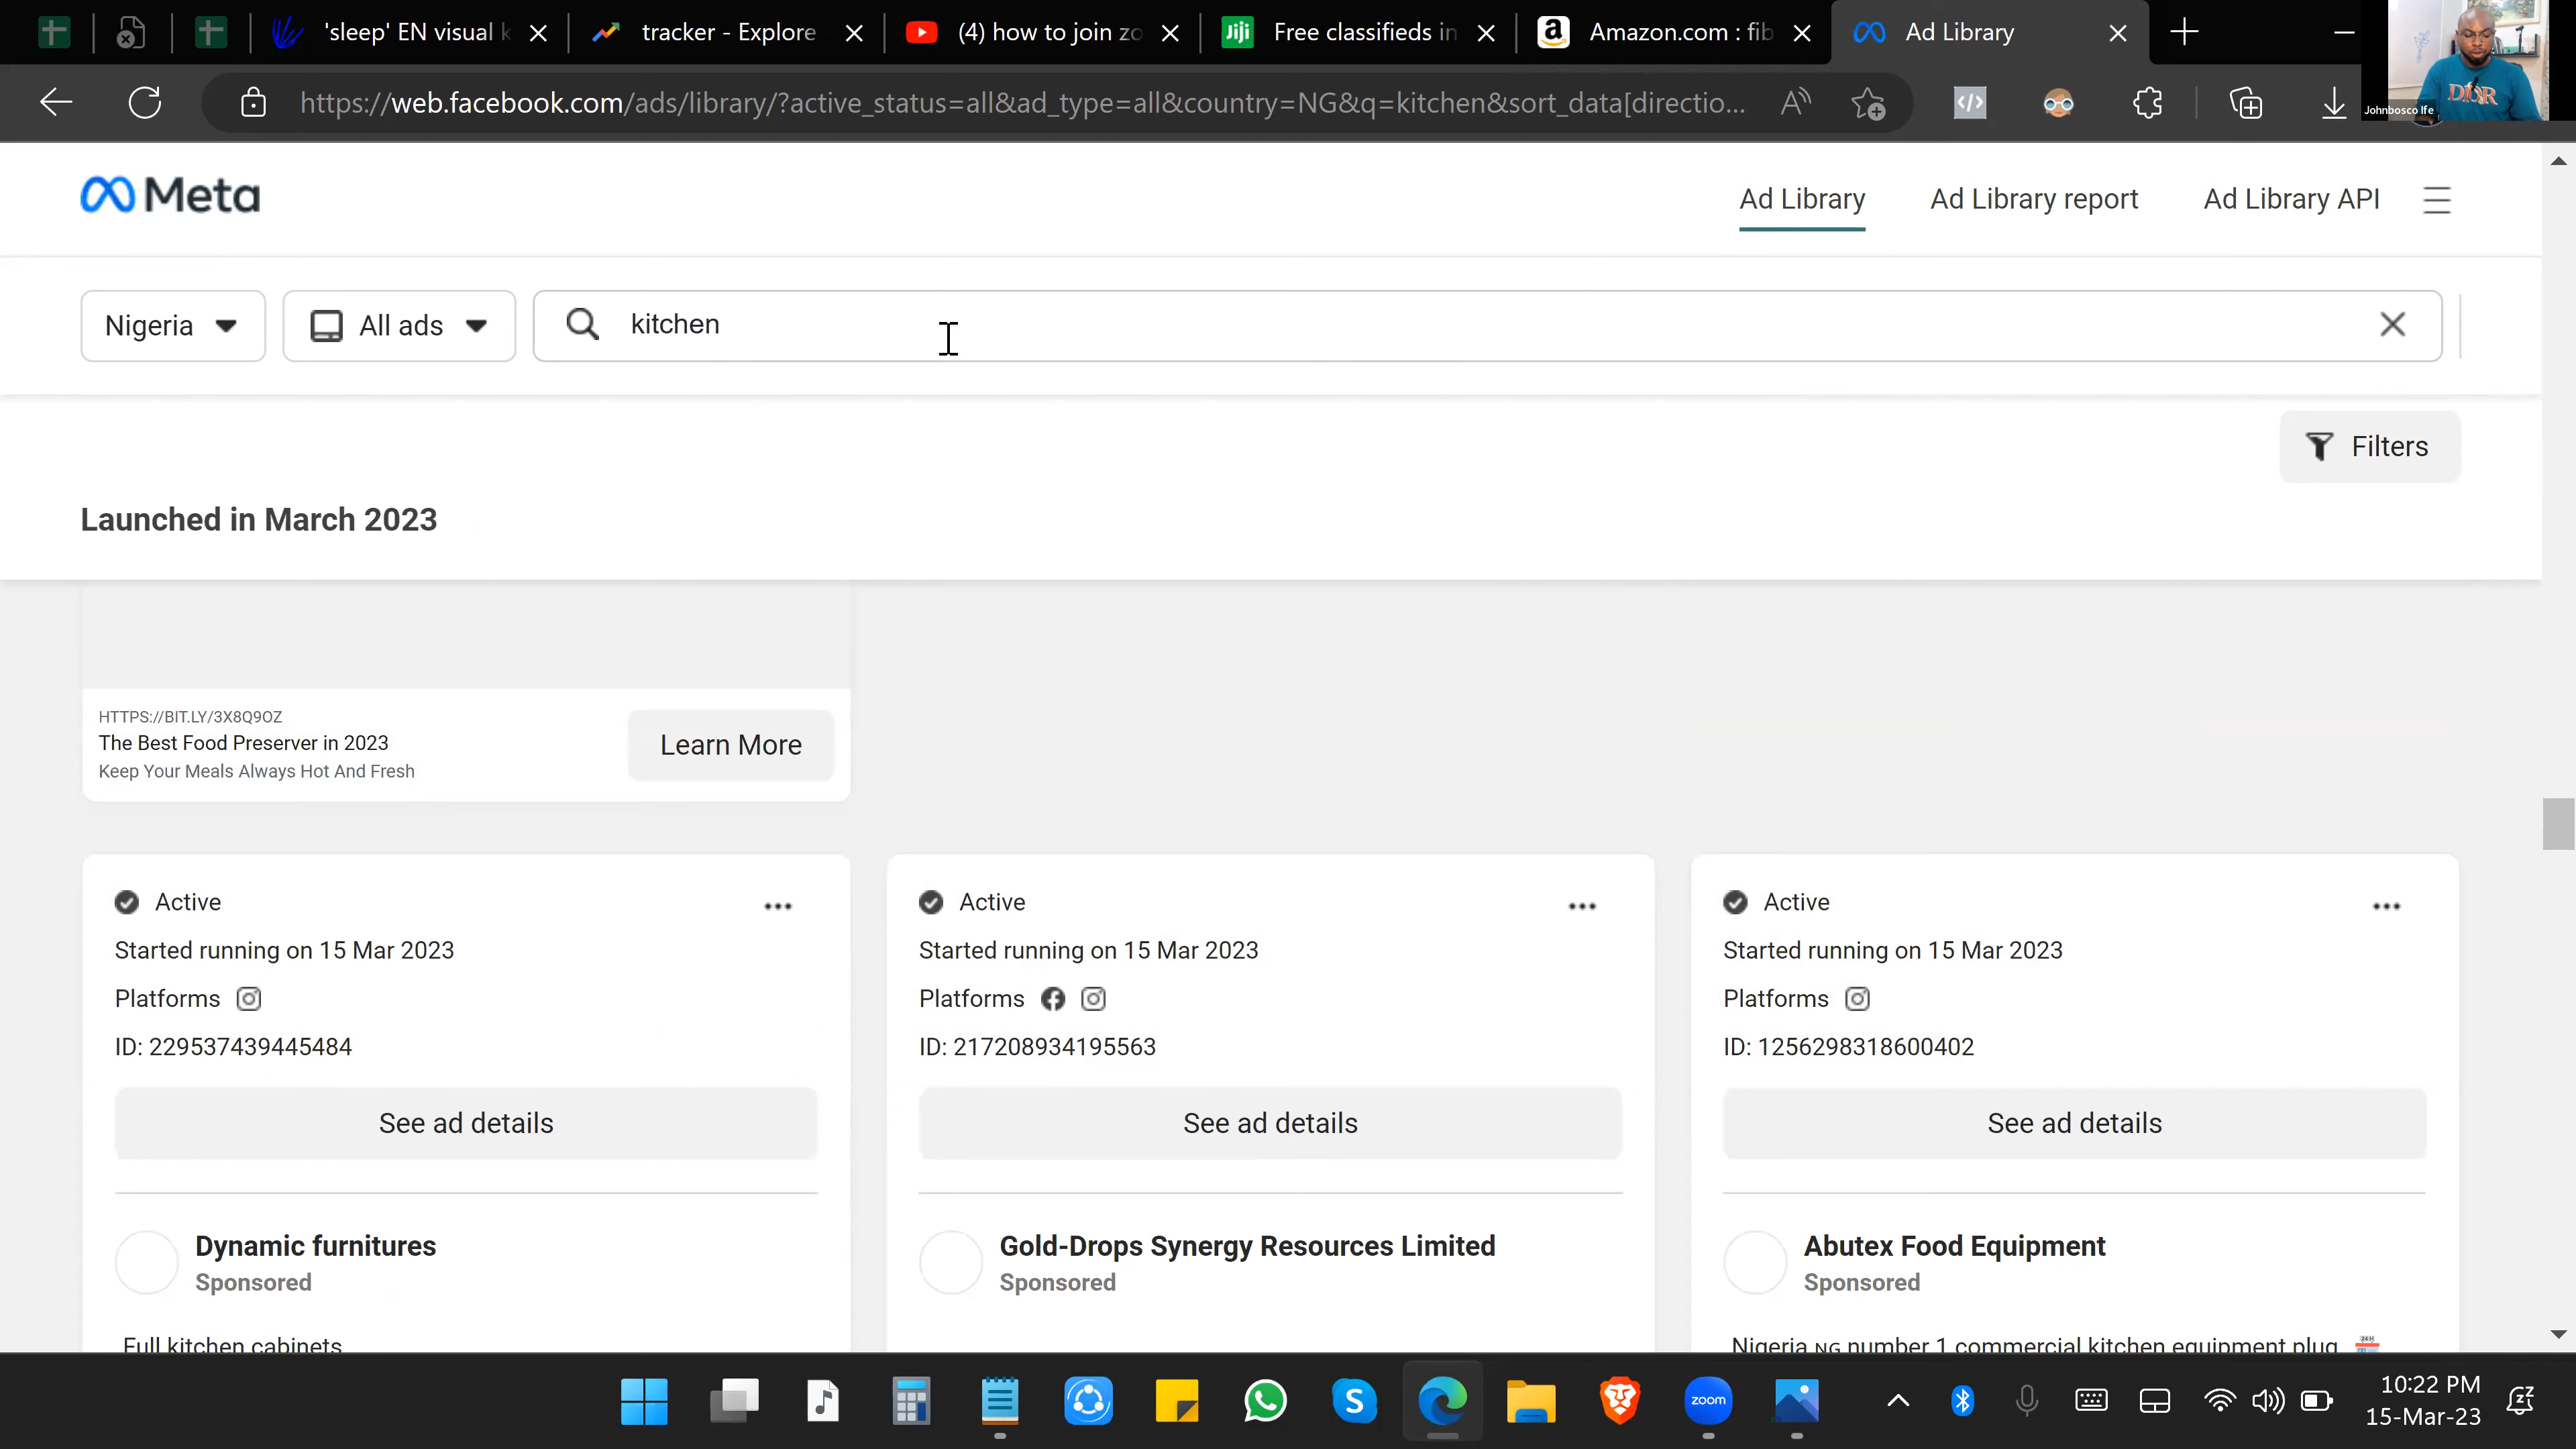 'sleep' EN visual k
tracker - Explore
(4) how to join zo
Jiji
Free classifieds in
Amazon.com : fib
Ad Library
https://web.facebook.com/ads/library/?active_status=all&ad_type=all&country=NG&q=kitchen&sort_data[directio...
DIOR
Johnbosco Ife
Meta
Ad Library
Ad Library report
Ad Library API
Nigeria
All ads
kitchen
Filters
Launched in March 2023
HTTPS://BIT.LY/3X8Q9OZ
The Best Food Preserver in 2023
Keep Your Meals Always Hot And Fresh
Learn More
Active
Started running on 15 Mar 2023
Platforms
ID: 229537439445484
See ad details
Dynamic furnitures
Sponsored
Full kitchen cabinets
Active
Started running on 15 Mar 2023
Platforms
ID: 217208934195563
See ad details
Gold-Drops Synergy Resources Limited
Sponsored
Active
Started running on 15 Mar 2023
Platforms
ID: 1256298318600402
See ad details
Abutex Food Equipment
Sponsored
Nigeria NG number 1 commercial kitchen equipment plug
zoom
10:22 PM
15-Mar-23